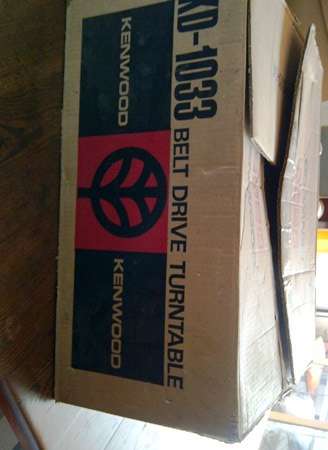 KD-1033
BELT DRIVE TURNTABLE
KENWOOD
KENWOOD